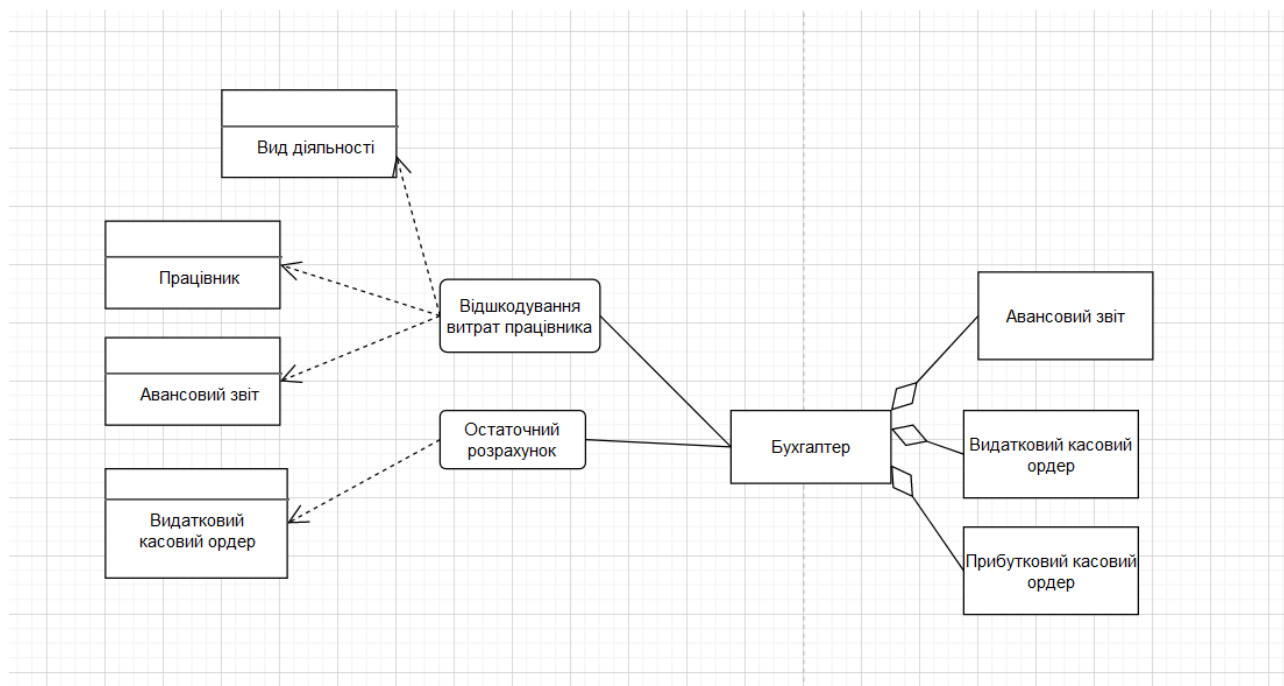 Вид діяльності
Працівник
Авансовий звіт
Видатковий
касовий ордер
Відшкодування
витрат працівника
Остаточний
розрахунок
Бухгалтер
Авансовий звіт
Видатковий касовий
ордер
Прибутковий касовий
ордер